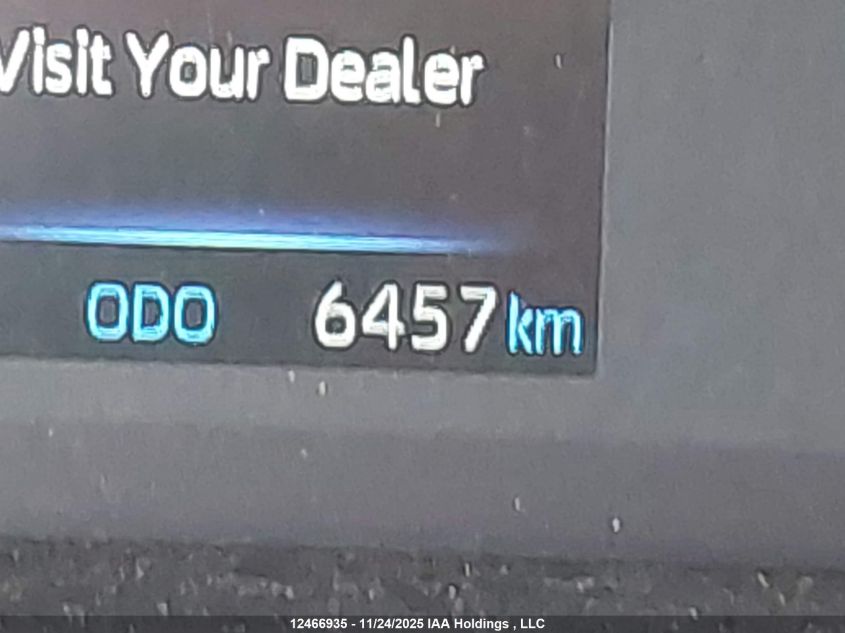 Visit Your Dealer
ODO 6457 km
12466935 - 11/24/2025 IAA Holdings , LLC